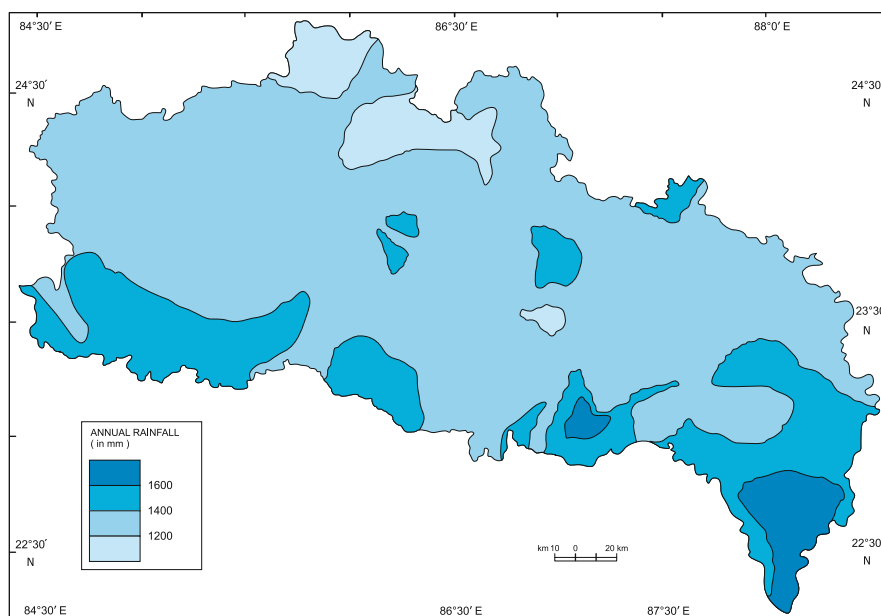 84°30′ E 86°30′ E 88°0′ E
24°30′ 24°30′
N N
23°30′
N
ANNUAL RAINFALL
( in mm )
1600
1400
1200
km 10 0 20 km
22°30′ 22°30′
N N
84°30′ E 86°30′ E 87°30′ E